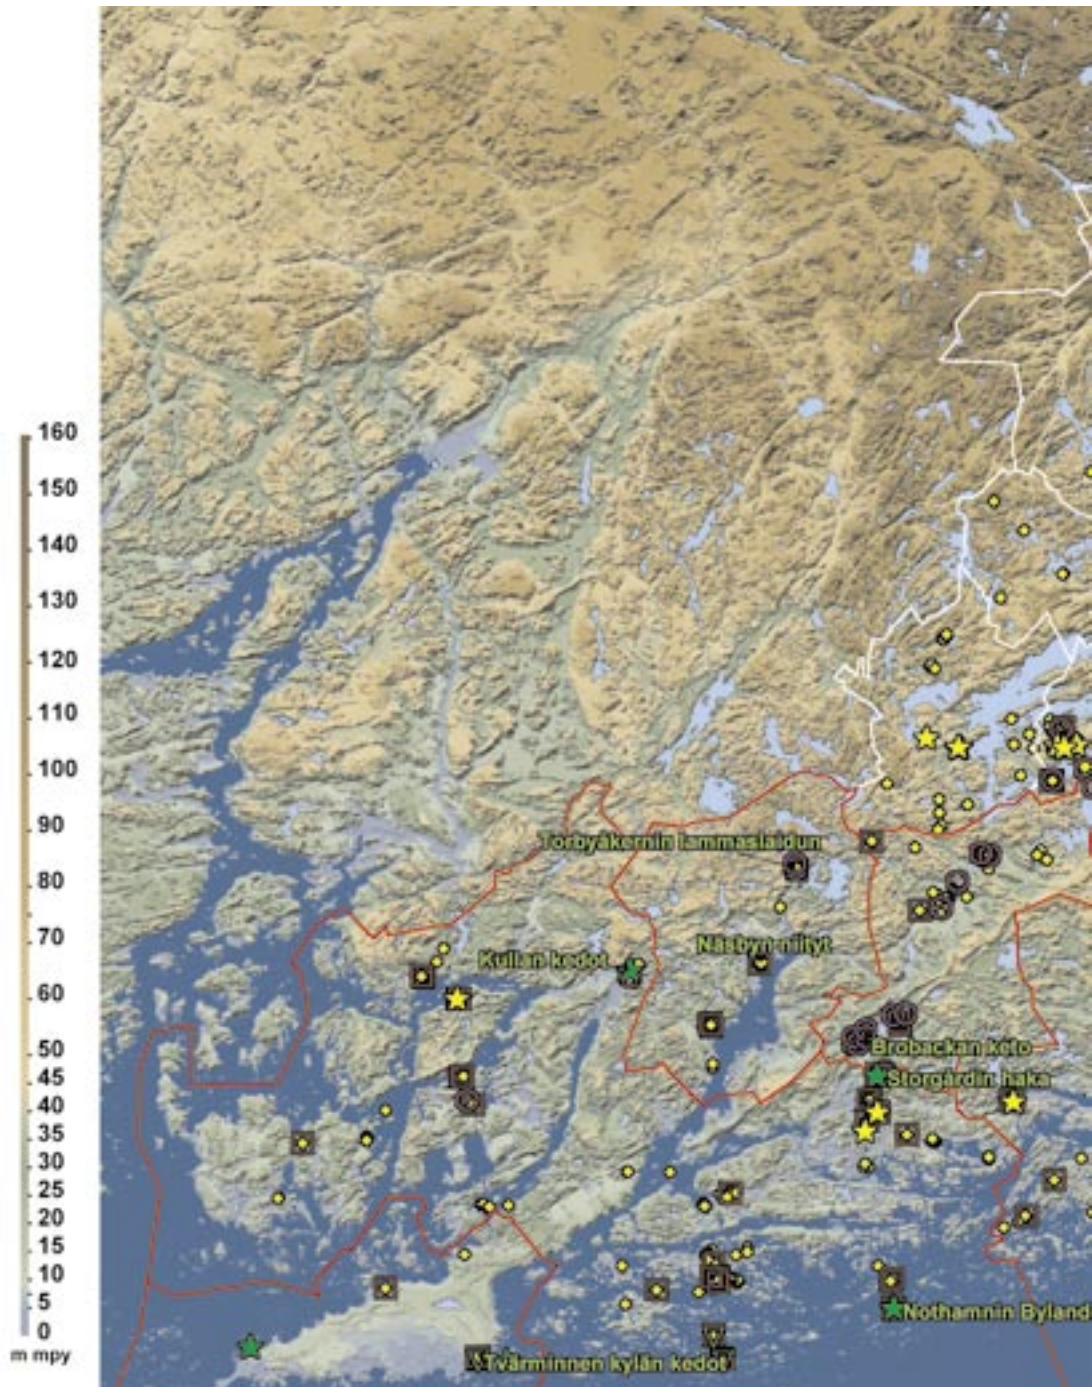 160
150
140
130
120
110
100
90
80
70
60
50
45
40
35
30
25
20
15
10
5
0
m mpy
Torbyåkernin lammaslaidun
Näsbyn niityt
Kullan kedot
Brobackan keto
Storgårdin haka
Nothamnin Byland
Tvärminnen kylän kedot